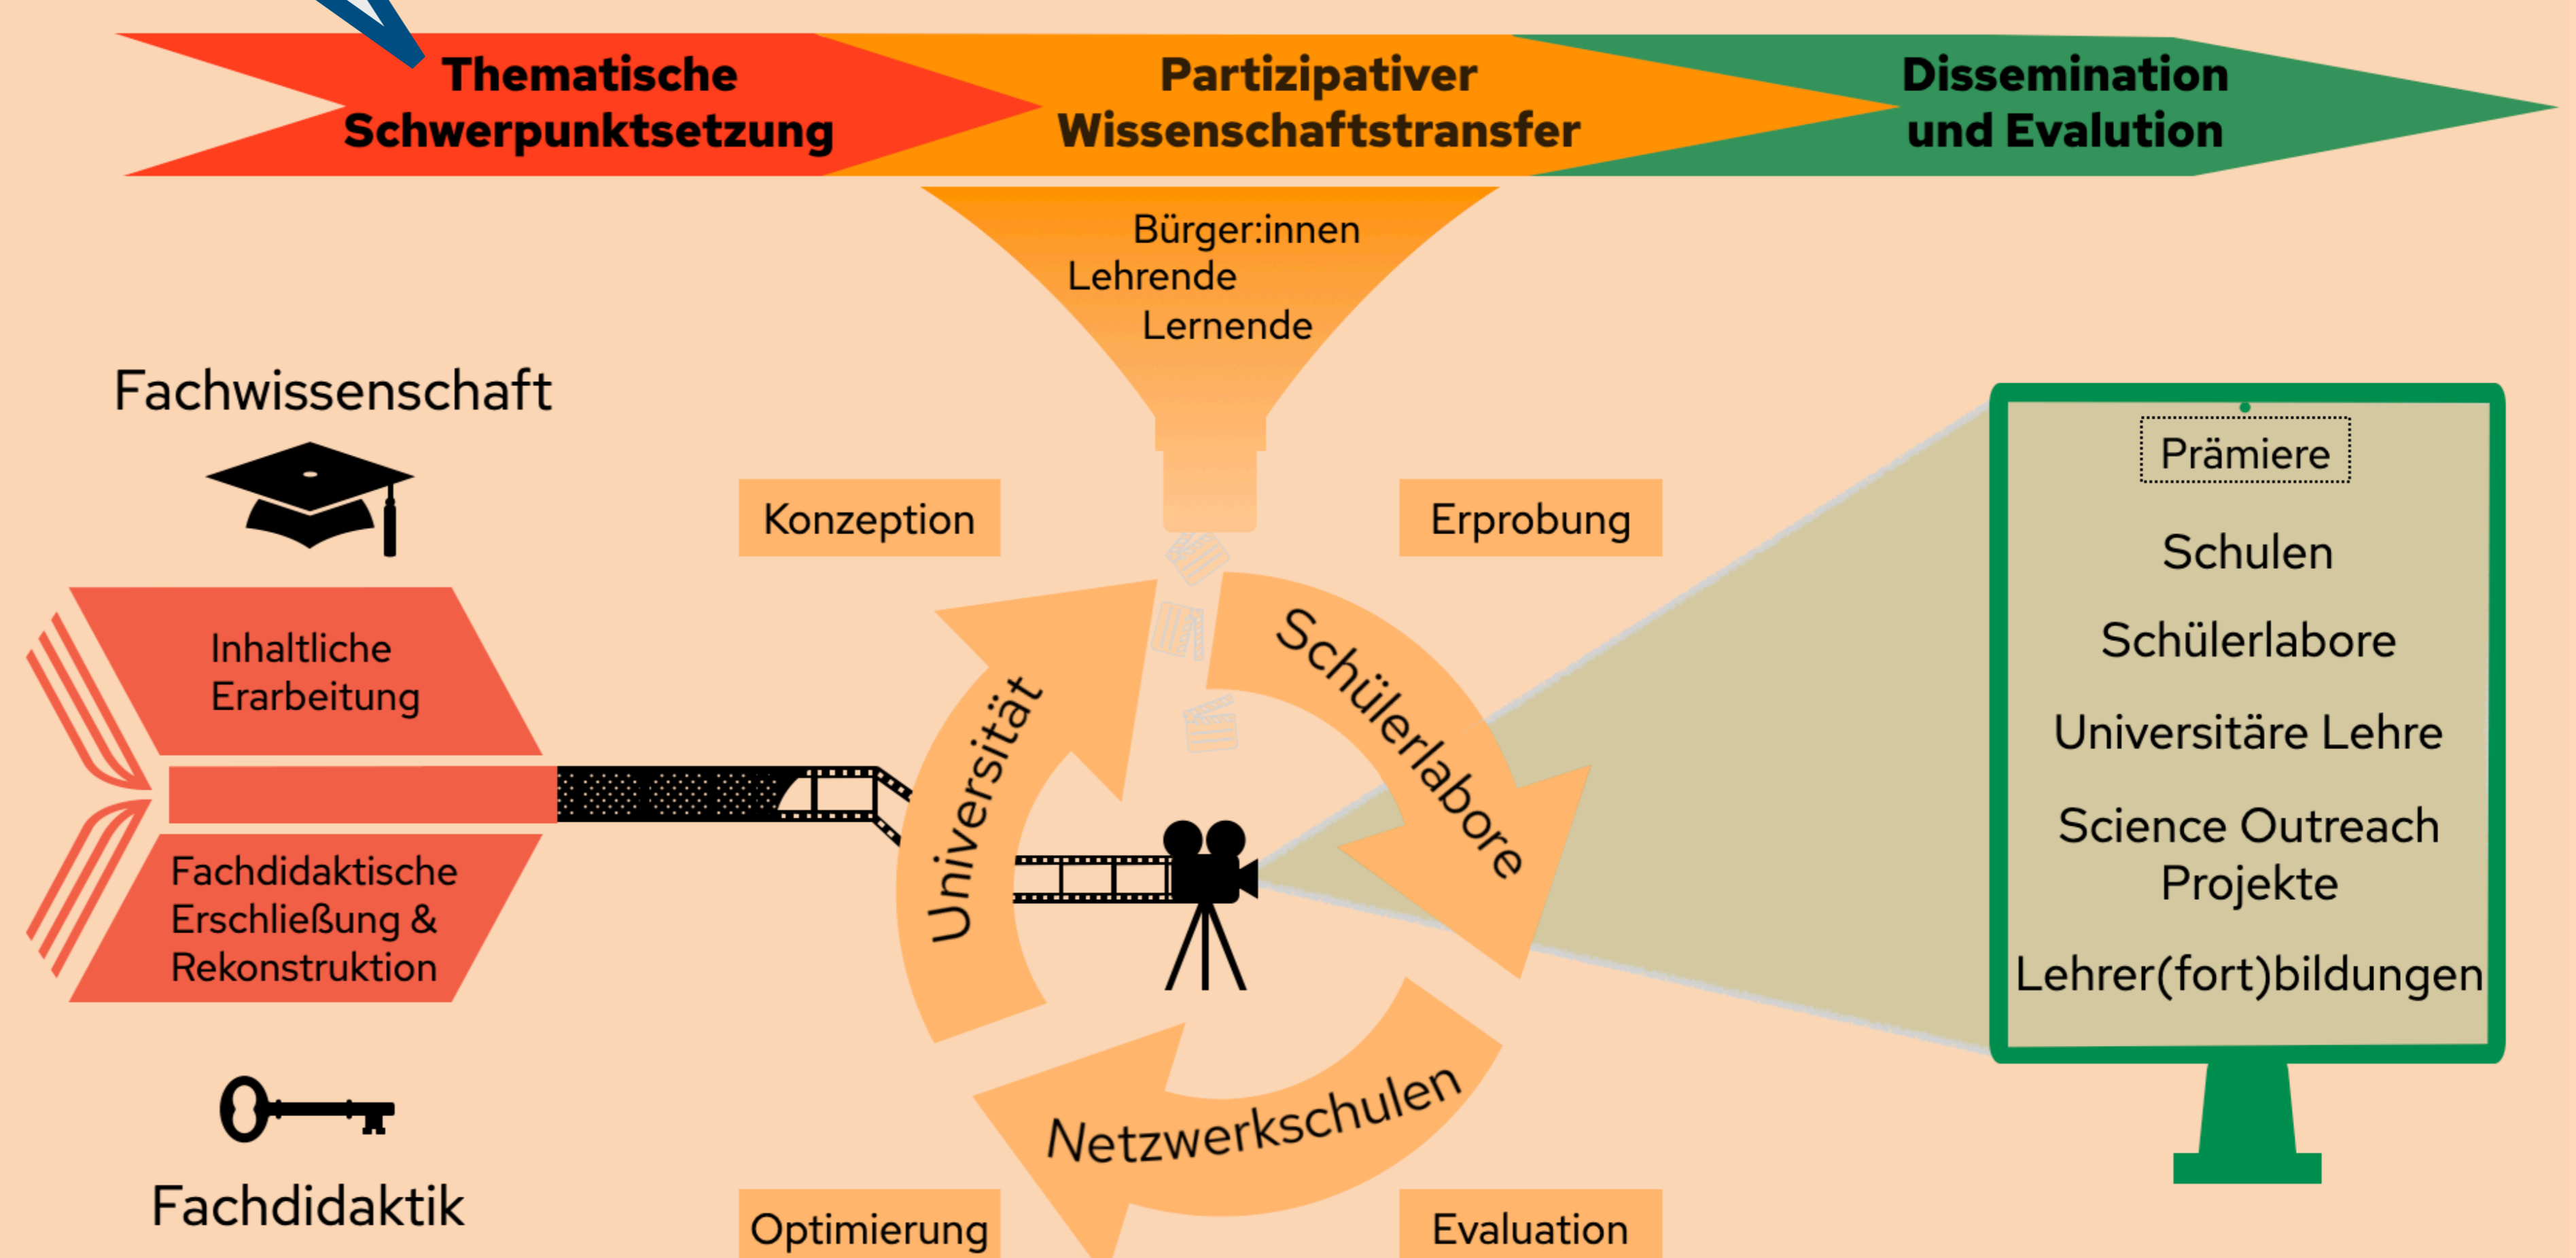 Thematische
Schwerpunktsetzung
Partizipativer
Wissenschaftstransfer
Dissemination
und Evalution
Bürger:innen
Lehrende
Lernende
Fachwissenschaft
Inhaltliche
Erarbeitung
Fachdidaktische
Erschließung &
Rekonstruktion
Fachdidaktik
Konzeption
Erprobung
Universität
Schülerlabore
Netzwerkschulen
Optimierung
Evaluation
Prämiere
Schulen
Schülerlabore
Universitäre Lehre
Science Outreach
Projekte
Lehrer(fort)bildungen